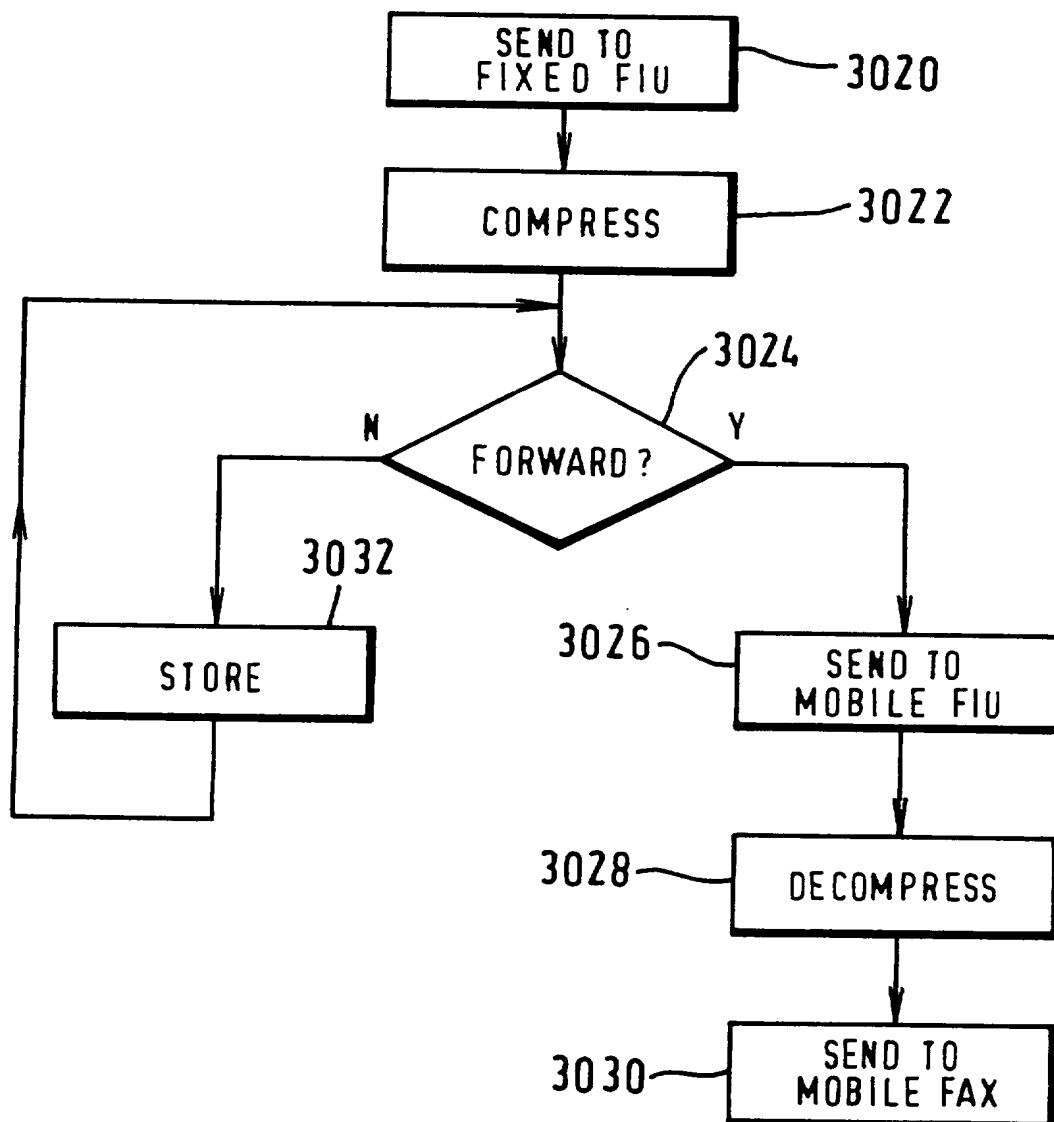 SEND TO
FIXED FIU
3020
COMPRESS
3022
3024
N
Y
FORWARD?
3032
STORE
3026
SEND TO
MOBILE FIU
3028
DECOMPRESS
3030
SEND TO
MOBILE FAX